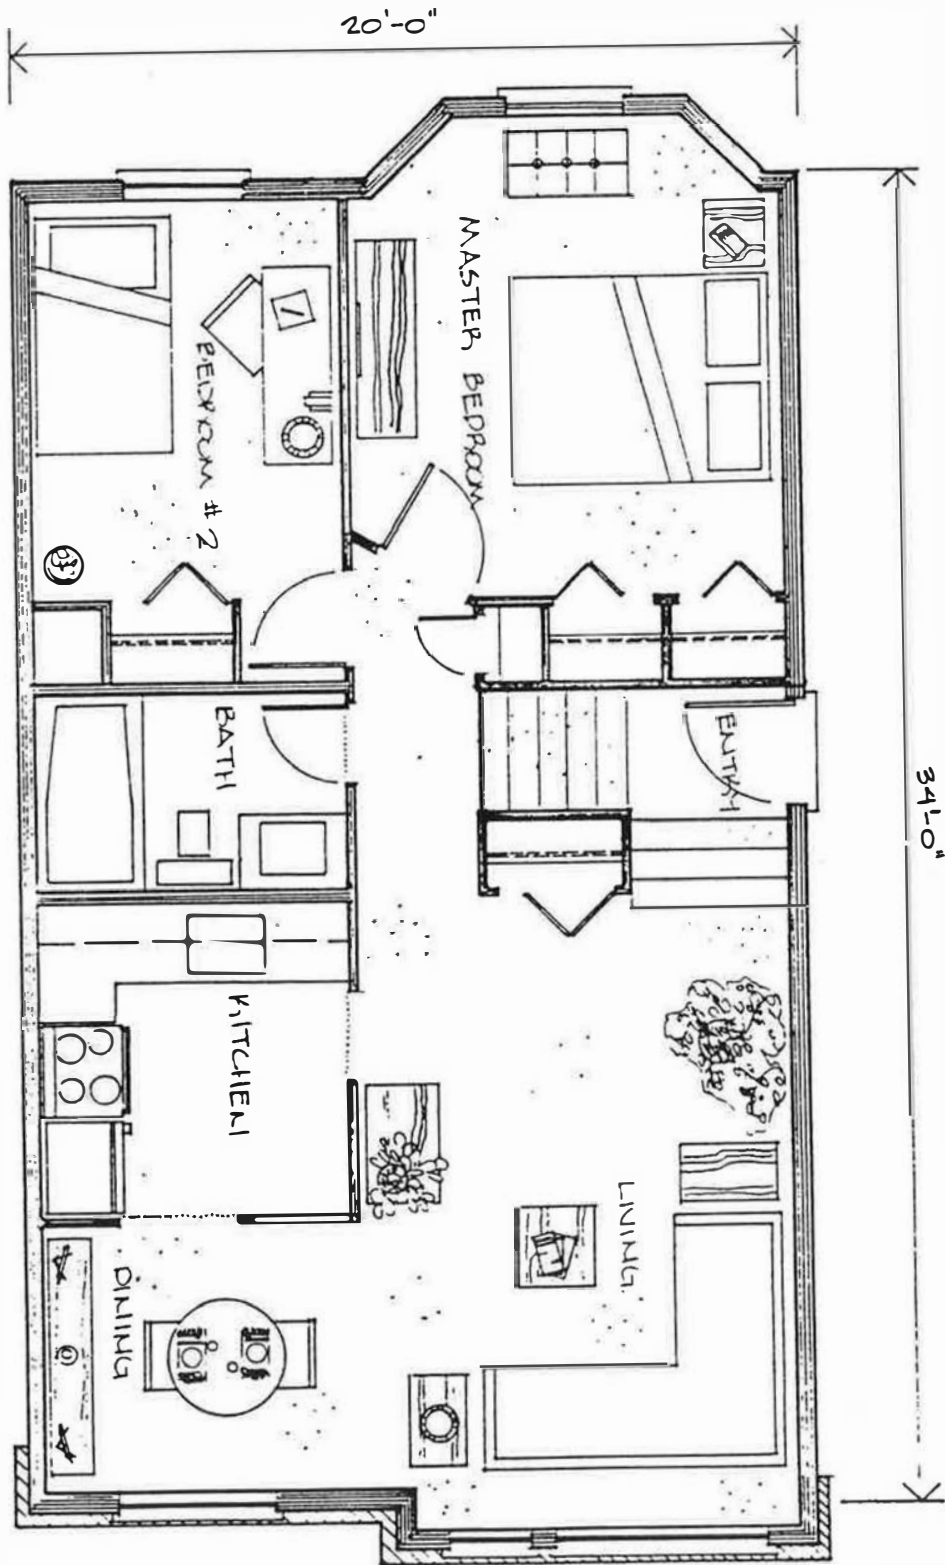 20'-0"
MASTER BEDROOM
BEDROOM #2
ENTRY
BATH
34'-0"
KITCHEN
LIVING
DINING